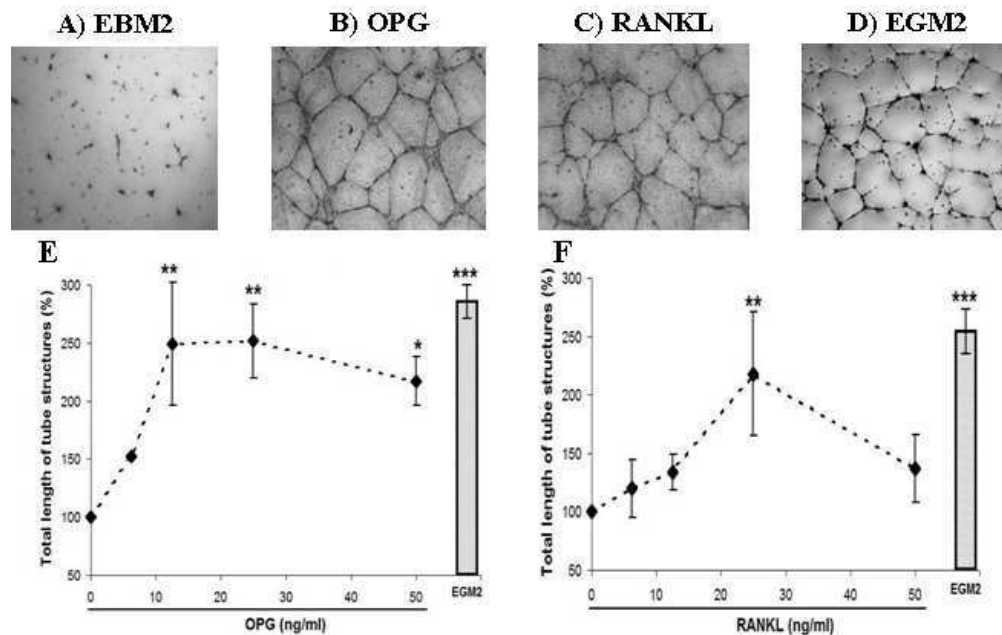 A) EBM2
B) OPG
C) RANKL
D) EGM2
E
Total length of tube structures (%)
300
250
200
150
100
50
**
**
*
***
0
10
20
30
40
50
EGM2
OPG (ng/ml)
F
Total length of tube structures (%)
300
250
200
150
100
50
**
***
0
10
20
30
40
50
EGM2
RANKL (ng/ml)